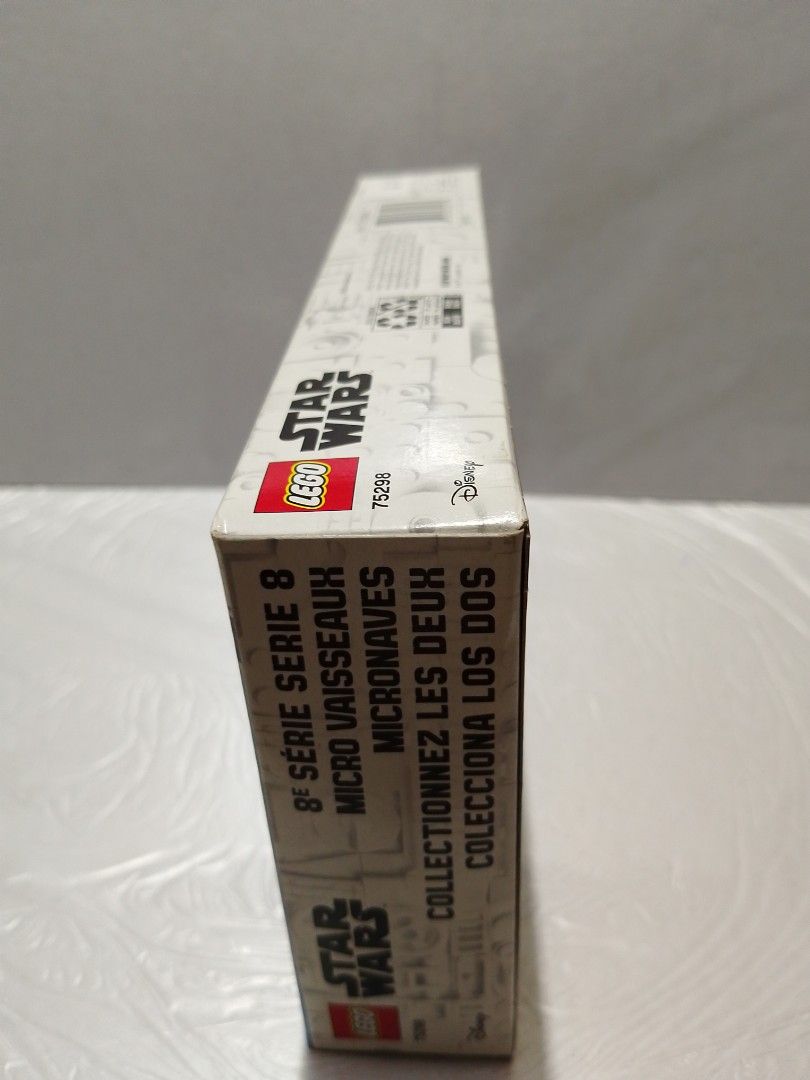 STAR
WARS
LEGO
75298
Disney
8E SÉRIE SERIE 8
MICRO VAISSEAUX
MICRONAVES
COLLECTIONNEZ LES DEUX
COLECCIONA LOS DOS
STAR
WARS
LEGO
75298
Disney